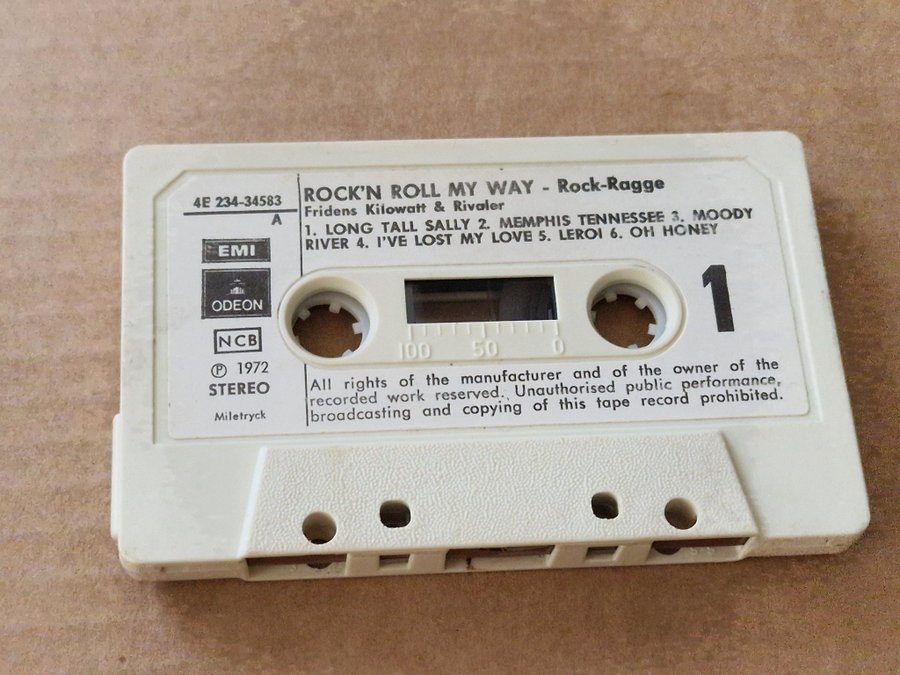 4E 234-34583
A
EMI
ODEON
NCB
℗ 1972
STEREO
Miletryck
ROCK'N ROLL MY WAY - Rock-Ragge
Fridens Kilowatt & Rivaler
1. LONG TALL SALLY 2. MEMPHIS TENNESSEE 3. MOODY
RIVER 4. I'VE LOST MY LOVE 5. LEROI 6. OH HONEY
1
100 50 0
All rights of the manufacturer and of the owner of the
recorded work reserved. Unauthorised public performance,
broadcasting and copying of this tape record prohibited.